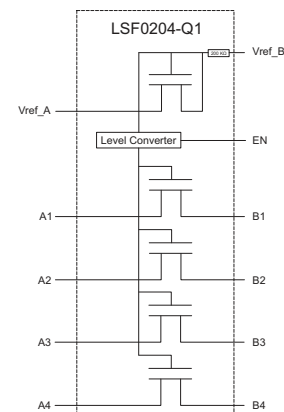 LSF0204-Q1
Vref_B
200 KΩ
Vref_A
Level Converter
EN
A1
B1
A2
B2
A3
B3
A4
B4